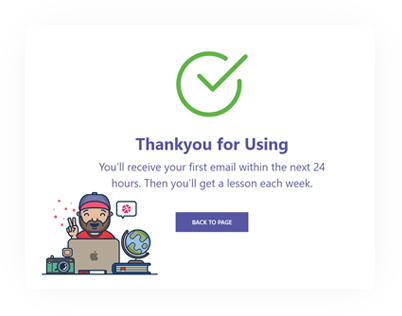 Thankyou for Using
You'll receive your first email within the next 24
hours. Then you'll get a lesson each week.
BACK TO PAGE